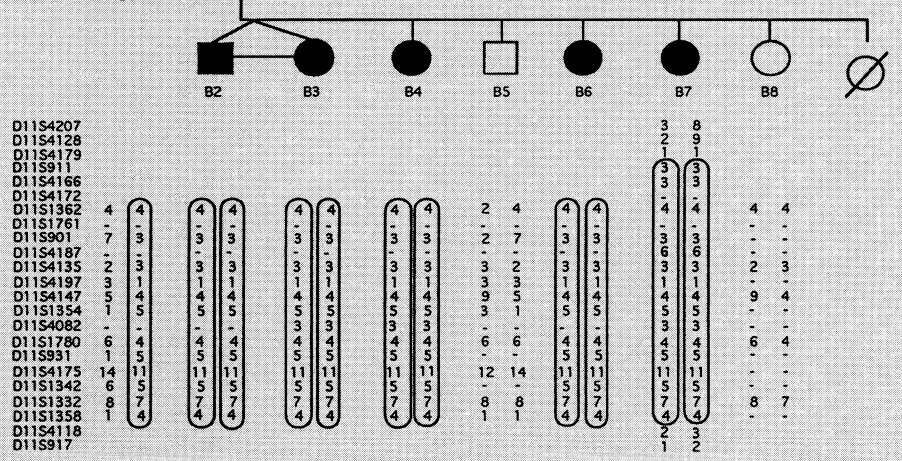 B2 B3 B4 B5 B6 B7 B8
D11S4207 3 8
D11S4128 2 9
D11S4179 1 1
D11S911 3 3
D11S4166 3 3
D11S4172 - -
D11S1362 4 4 4 4 4 4 4 4 2 4 4 4 4 4 4 4
D11S1761 - - - - - - - - - - - - - - - -
D11S901 7 3 3 3 3 3 3 3 2 7 3 3 3 3 - -
D11S4187 - - - - - - - - - - - - 6 6 - -
D11S4135 2 3 3 3 3 3 3 3 3 2 3 3 3 3 2 3
D11S4197 3 1 1 1 1 1 1 1 3 3 1 1 1 1 - -
D11S4147 5 4 4 4 4 4 4 4 9 5 4 4 4 4 9 4
D11S1354 1 5 5 5 5 5 5 5 3 1 5 5 5 5 - -
D11S4082 - - - - 3 3 3 3 - - - - 3 3 - -
D11S1780 6 4 4 4 4 4 4 4 6 6 4 4 4 4 6 4
D11S931 1 5 5 5 5 5 5 5 - - 5 5 5 5 - -
D11S4175 14 11 11 11 11 11 11 11 12 14 11 11 11 11 - -
D11S1342 6 5 5 5 5 5 5 5 - - 5 5 5 5 - -
D11S1332 8 7 7 7 7 7 7 7 8 8 7 7 7 7 8 7
D11S1358 1 4 4 4 4 4 4 4 1 1 4 4 4 4 - -
D11S4118 2 3
D11S917 1 2